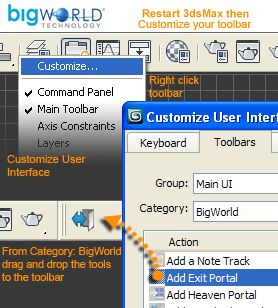 bigworld
TECHNOLOGY
Restart 3dsMax then
Customize your toolbar
Customize...
Right click
toolbar
Command Panel
Main Toolbar
Axis Constraints
Layers
Customize User
Interface
Customize User Interf
Keyboard
Toolbars
Group:
Main UI
Category:
BigWorld
Action
Add a Note Track
Add Exit Portal
Add Heaven Portal
From Category: BigWorld
drag and drop the tools
to the toolbar